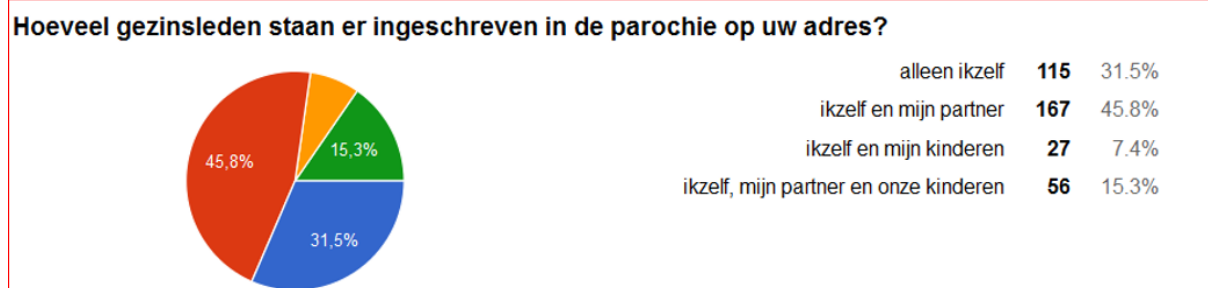 Hoeveel gezinsleden staan er ingeschreven in de parochie op uw adres?
alleen ikzelf 115 31.5%
ikzelf en mijn partner 167 45.8%
ikzelf en mijn kinderen 27 7.4%
ikzelf, mijn partner en onze kinderen 56 15.3%
45,8%
15,3%
31,5%